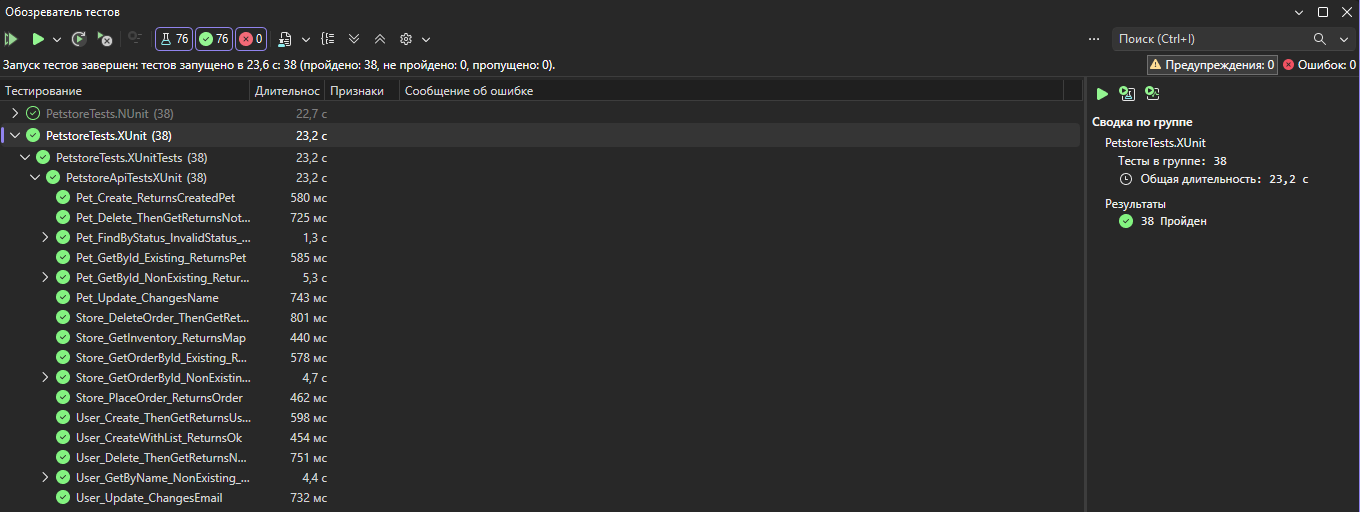 Обозреватель тестов
76 76 0
Поиск (Ctrl+I)
Запуск тестов завершен: тестов запущено в 23,6 с: 38 (пройдено: 38, не пройдено: 0, пропущено: 0).
Предупреждения: 0 Ошибок: 0
Тестирование Длительнос Признаки Сообщение об ошибке
PetstoreTests.NUnit (38) 22,7 с
PetstoreTests.XUnit (38) 23,2 с
PetstoreTests.XUnitTests (38) 23,2 с
PetstoreApiTestsXUnit (38) 23,2 с
Pet_Create_ReturnsCreatedPet 580 мс
Pet_Delete_ThenGetReturnsNot... 725 мс
Pet_FindByStatus_InvalidStatus_... 1,3 с
Pet_GetById_Existing_ReturnsPet 585 мс
Pet_GetById_NonExisting_Retur... 5,3 с
Pet_Update_ChangesName 743 мс
Store_DeleteOrder_ThenGetRet... 801 мс
Store_GetInventory_ReturnsMap 440 мс
Store_GetOrderById_Existing_R... 578 мс
Store_GetOrderById_NonExistin... 4,7 с
Store_PlaceOrder_ReturnsOrder 462 мс
User_Create_ThenGetReturnsUs... 598 мс
User_CreateWithList_ReturnsOk 454 мс
User_Delete_ThenGetReturnsN... 751 мс
User_GetByName_NonExisting_... 4,4 с
User_Update_ChangesEmail 732 мс
Сводка по группе
PetstoreTests.XUnit
Тесты в группе: 38
Общая длительность: 23,2 с
Результаты
38 Пройден